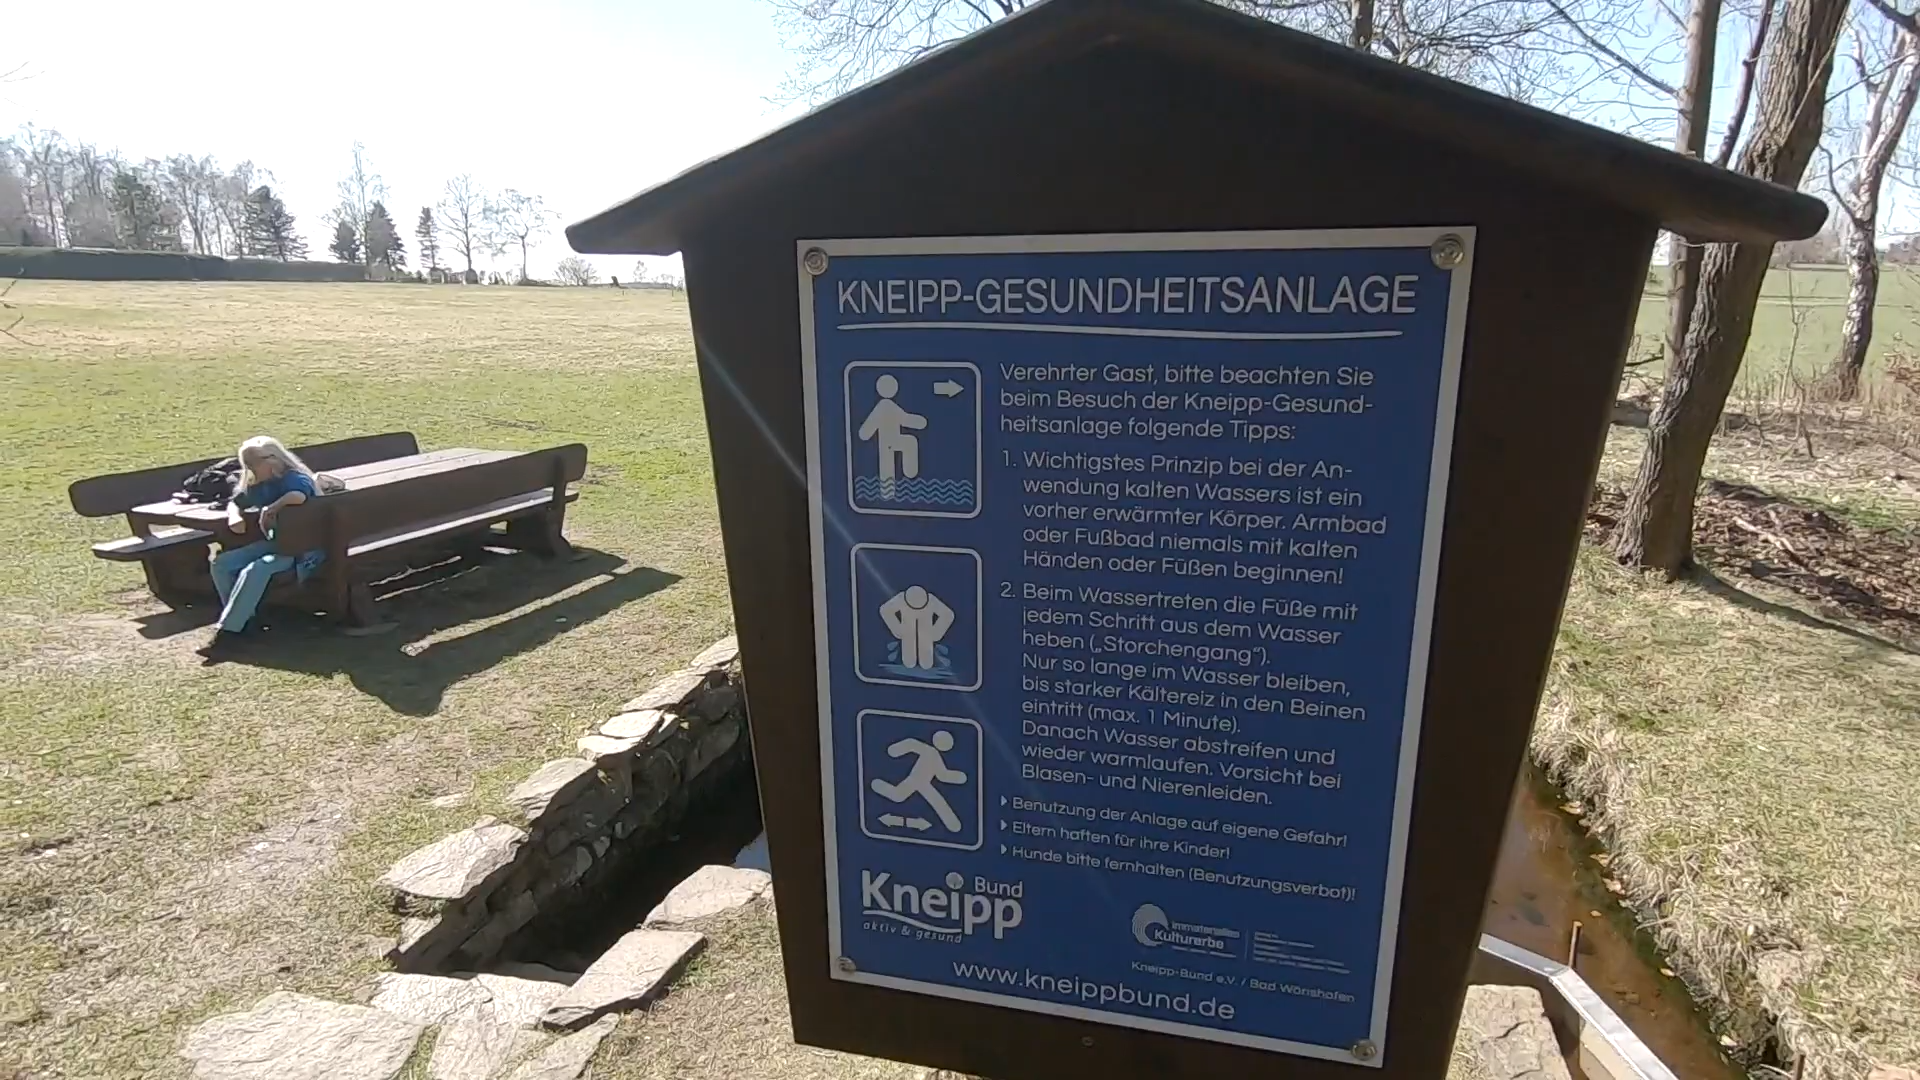 KNEIPP-GESUNDHEITSANLAGE
Verehrter Gast, bitte beachten Sie
beim Besuch der Kneipp-Gesund-
heitsanlage folgende Tipps:
1. Wichtigstes Prinzip bei der An-
wendung kalten Wassers ist ein
vorher erwärmter Körper. Armbad
oder Fußbad niemals mit kalten
Händen oder Füßen beginnen!
2. Beim Wassertreten die Füße mit
jedem Schritt aus dem Wasser
heben („Storchengang“).
Nur so lange im Wasser bleiben,
bis starker Kältereiz in den Beinen
eintritt (max. 1 Minute).
Danach Wasser abstreifen und
wieder warmlaufen. Vorsicht bei
Blasen- und Nierenleiden.
Benutzung der Anlage auf eigene Gefahr!
Eltern haften für ihre Kinder!
Hunde bitte fernhalten (Benutzungsverbot)!
Kneipp Bund
aktiv & gesund
Immaterielles
Kulturerbe
Kneipp-Bund e.V. / Bad Wörishofen
www.kneippbund.de